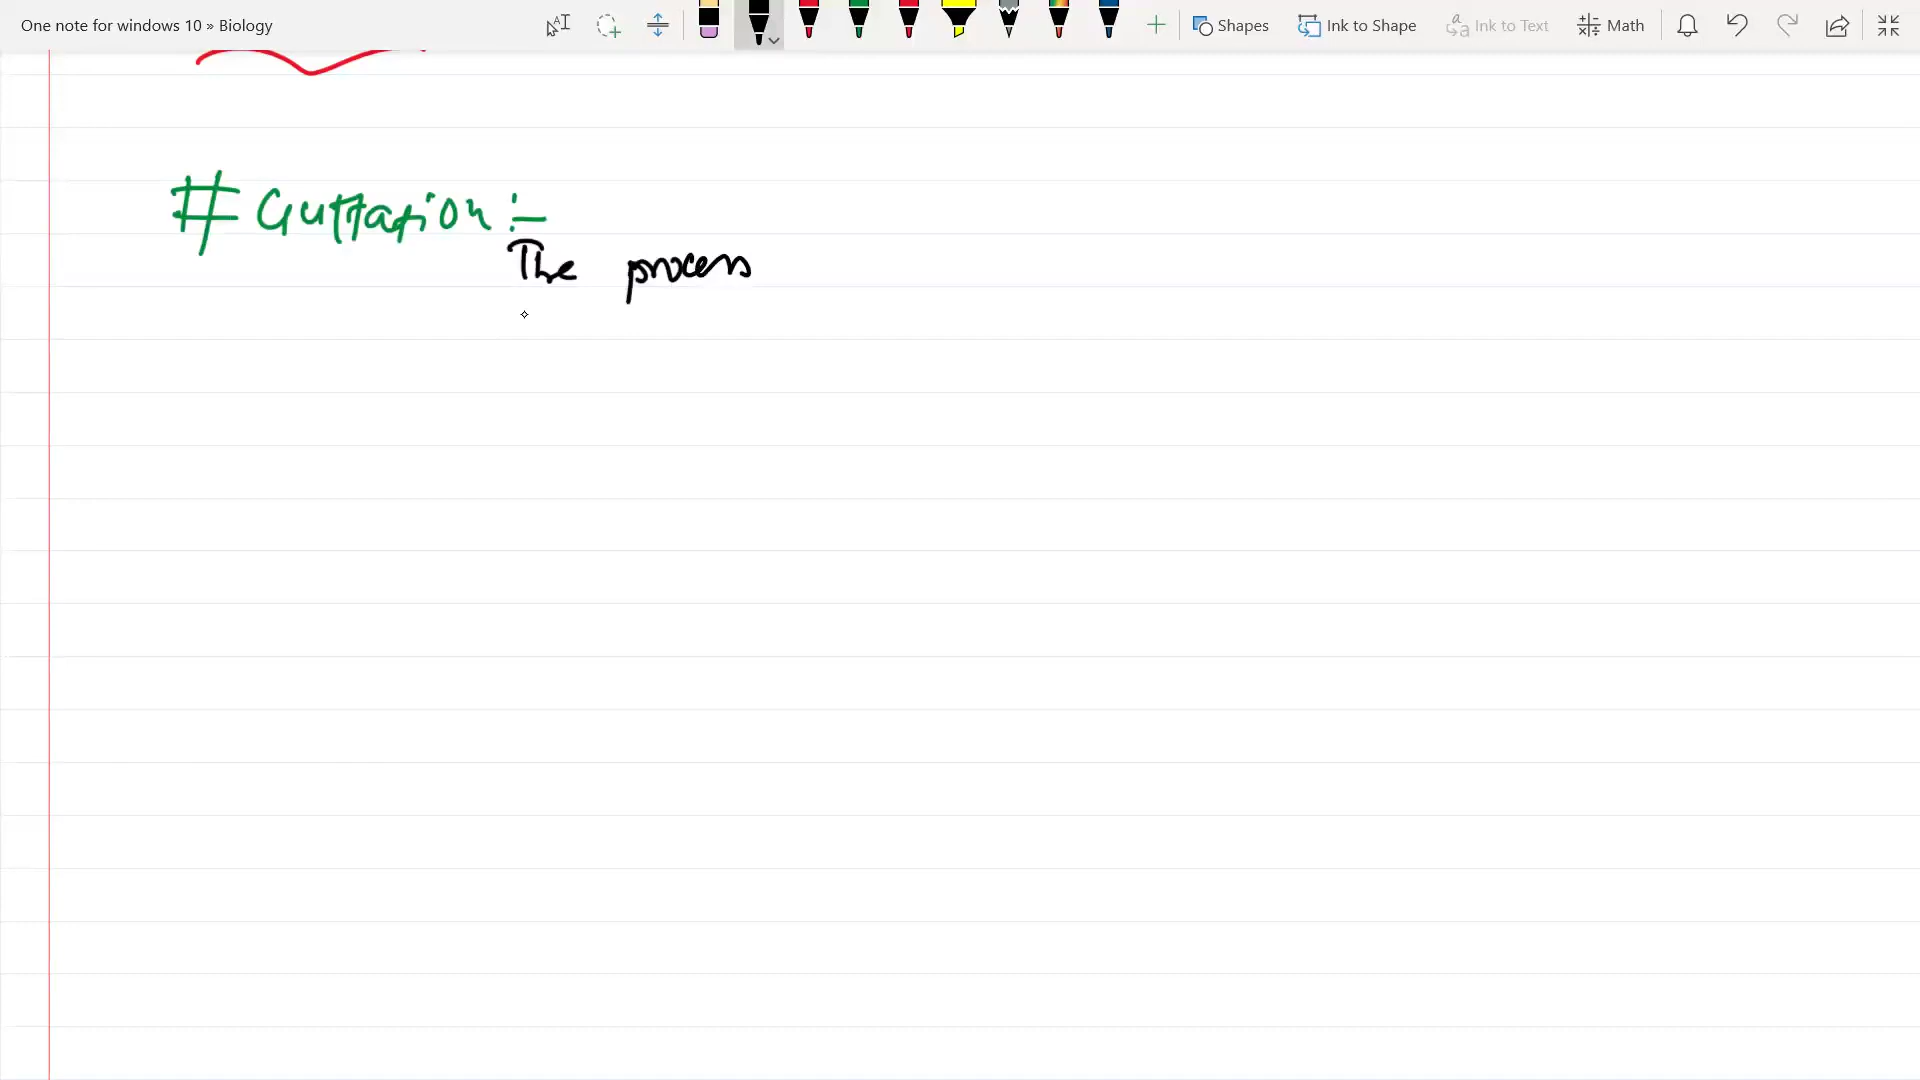 One note for windows 10 » Biology
Shapes
Ink to Shape
Ink to Text
Math
# Guttation :-
The process